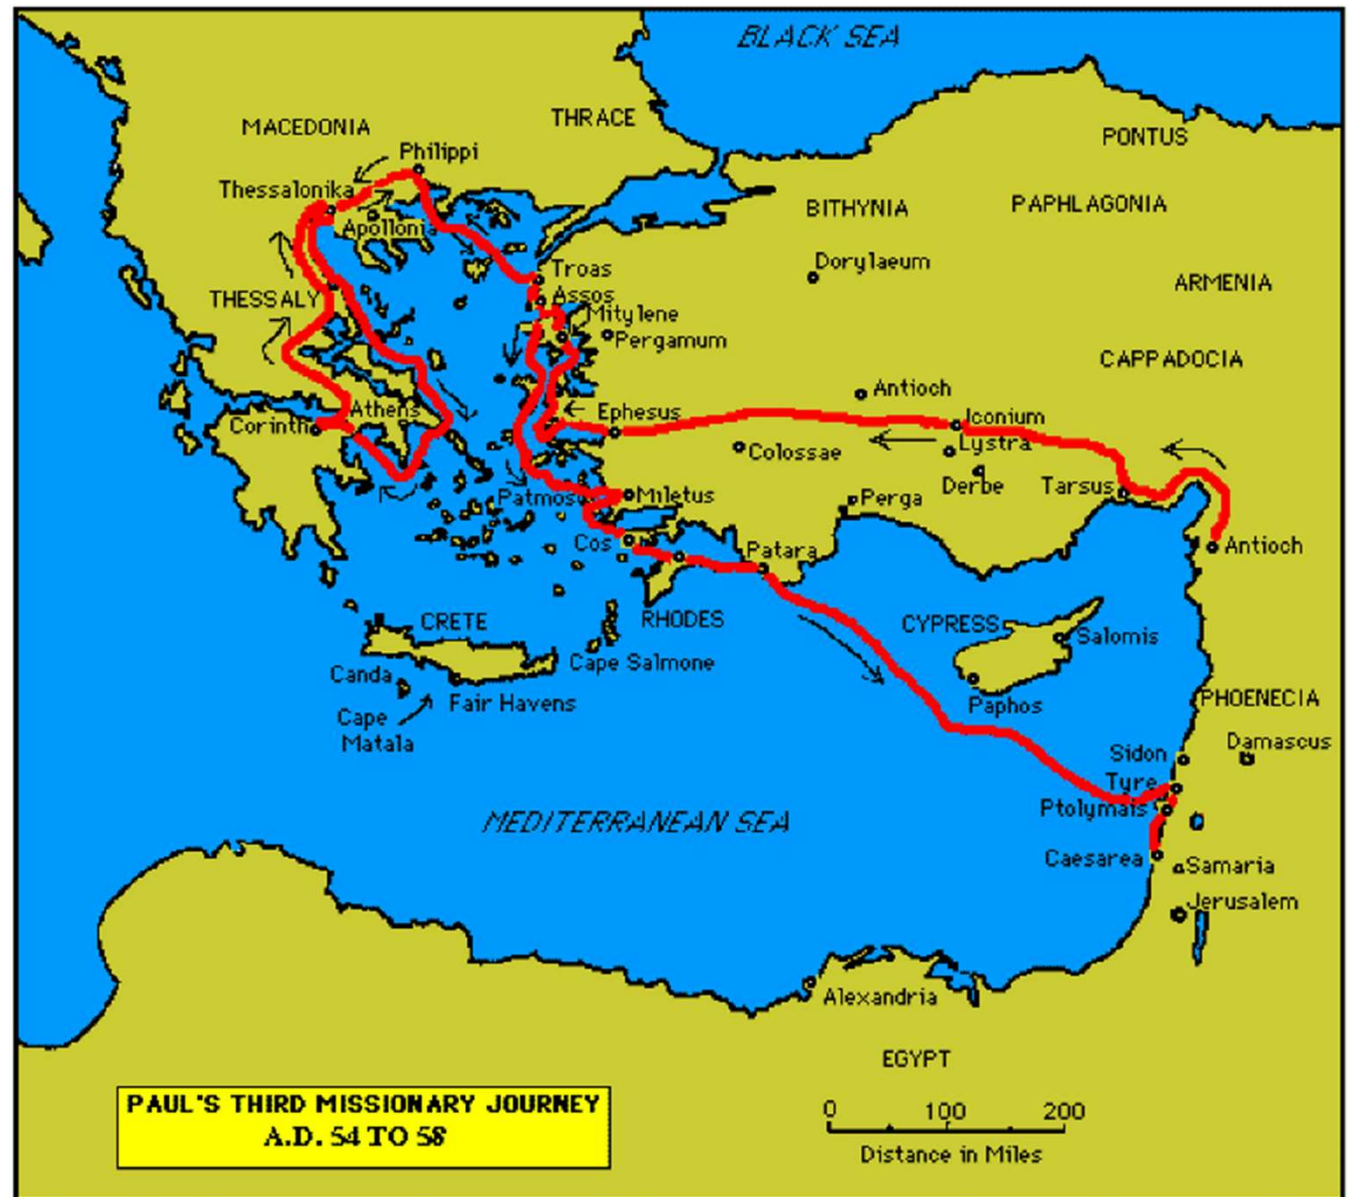 BLACK SEA
THRACE
MACEDONIA
PONTUS
Philippi
Thessalonika
PAPHLAGONIA
BITHYNIA
Apollonia
Dorylaeum
Troas
ARMENIA
Assos
THESSALY
Mitylene
Pergamum
CAPPADOCIA
Antioch
Athens
Ephesus
Iconium
Corinth
Lystra
Colossae
Derbe
Tarsus
Patmos
Miletus
Perga
Cos
Patara
Antioch
CRETE
RHODES
CYPRESS
Salomis
Cape Salmone
Canda
Fair Havens
Paphos
PHOENECIA
Cape
Matala
Sidon
Damascus
Tyre
Ptolymais
MEDITERRANEAN SEA
Caesarea
Samaria
Jerusalem
Alexandria
EGYPT
PAUL'S THIRD MISSIONARY JOURNEY
A.D. 54 TO 58
0 100 200
Distance in Miles